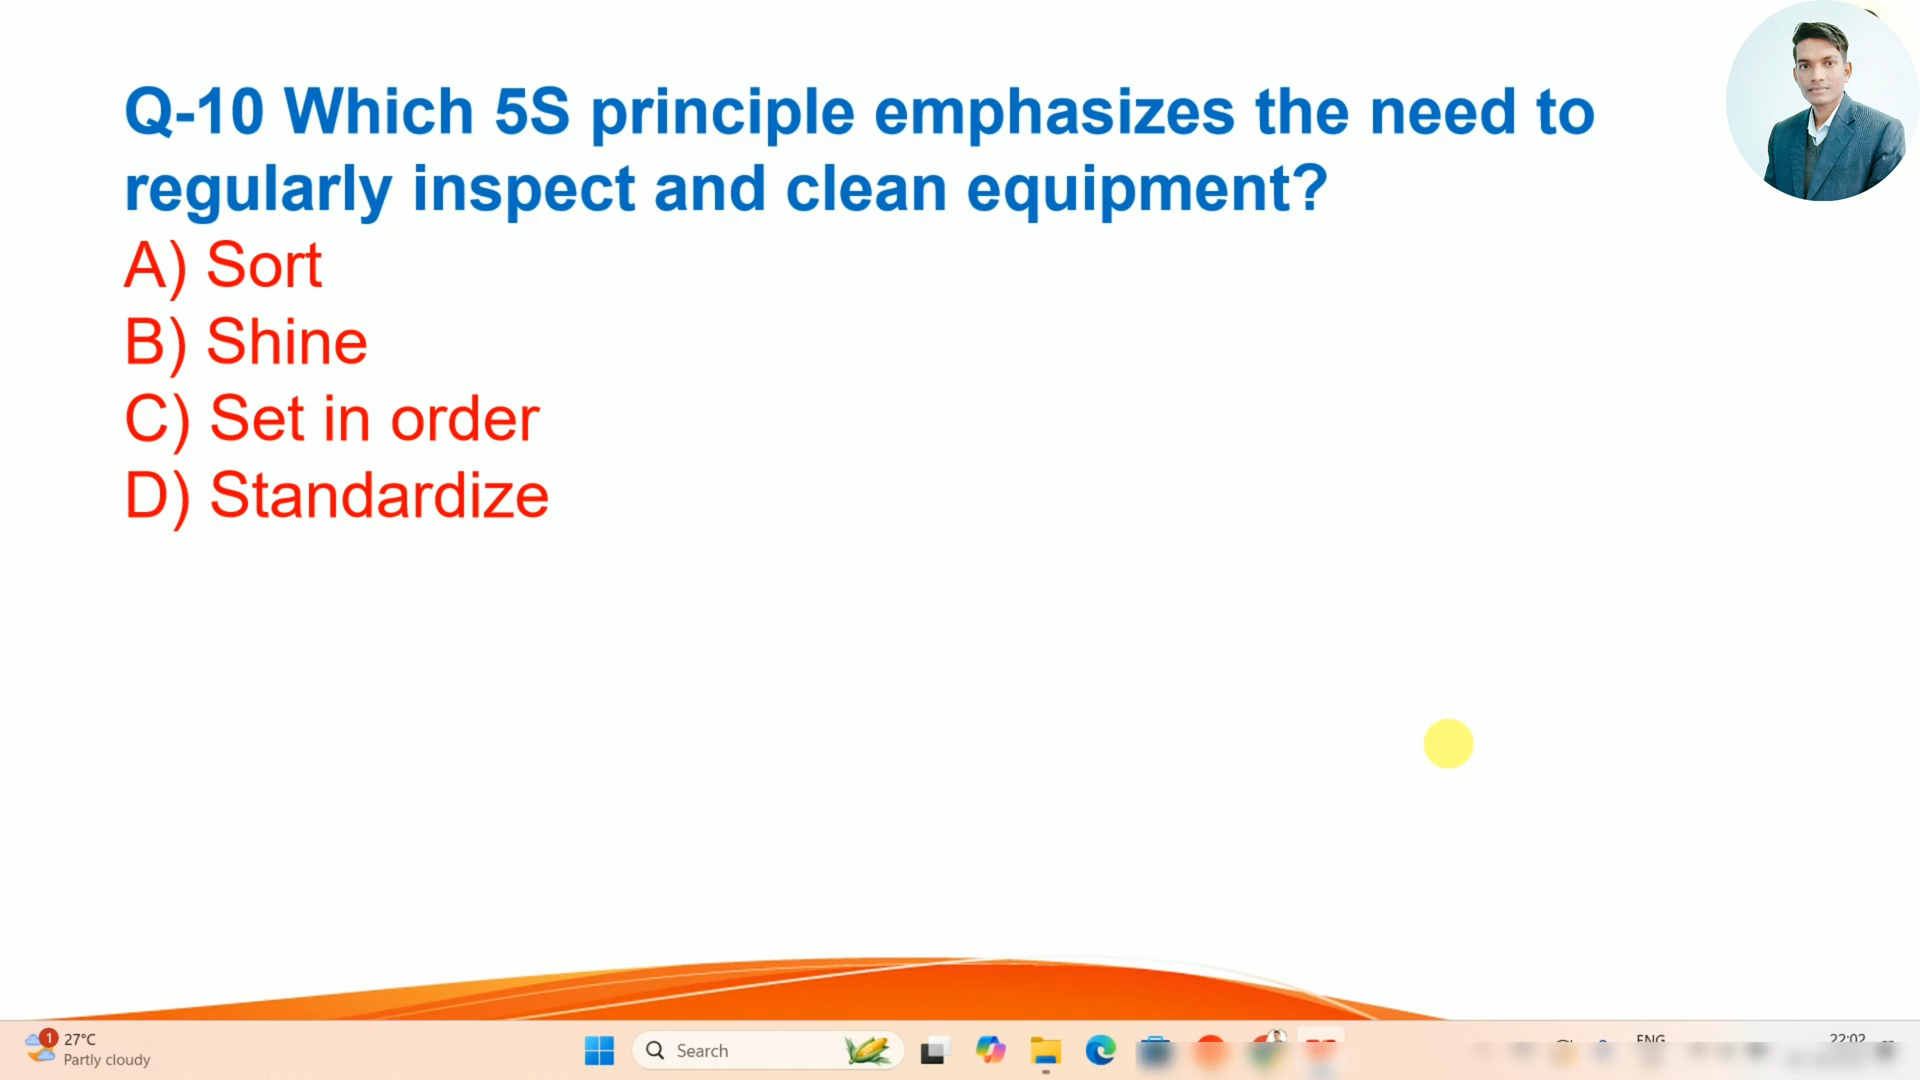 Q-10 Which 5S principle emphasizes the need to
regularly inspect and clean equipment?
A) Sort
B) Shine
C) Set in order
D) Standardize
1
27°C
Partly cloudy
Search
ENG
22:02